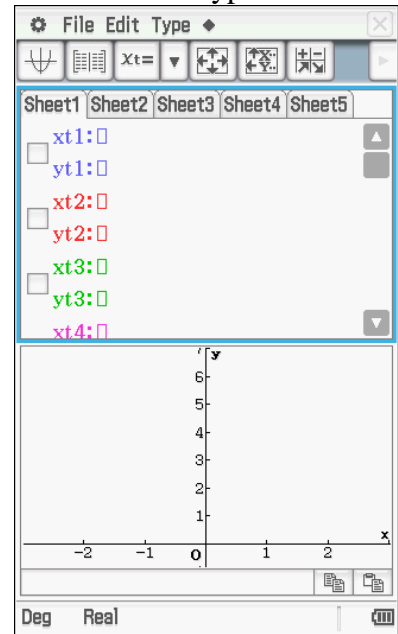 File Edit Type ◆
xt=
Sheet1 Sheet2 Sheet3 Sheet4 Sheet5
xt1:
yt1:
xt2:
yt2:
xt3:
yt3:
xt4:
y
6
5
4
3
2
1
x
-2 -1 0 1 2
Deg Real